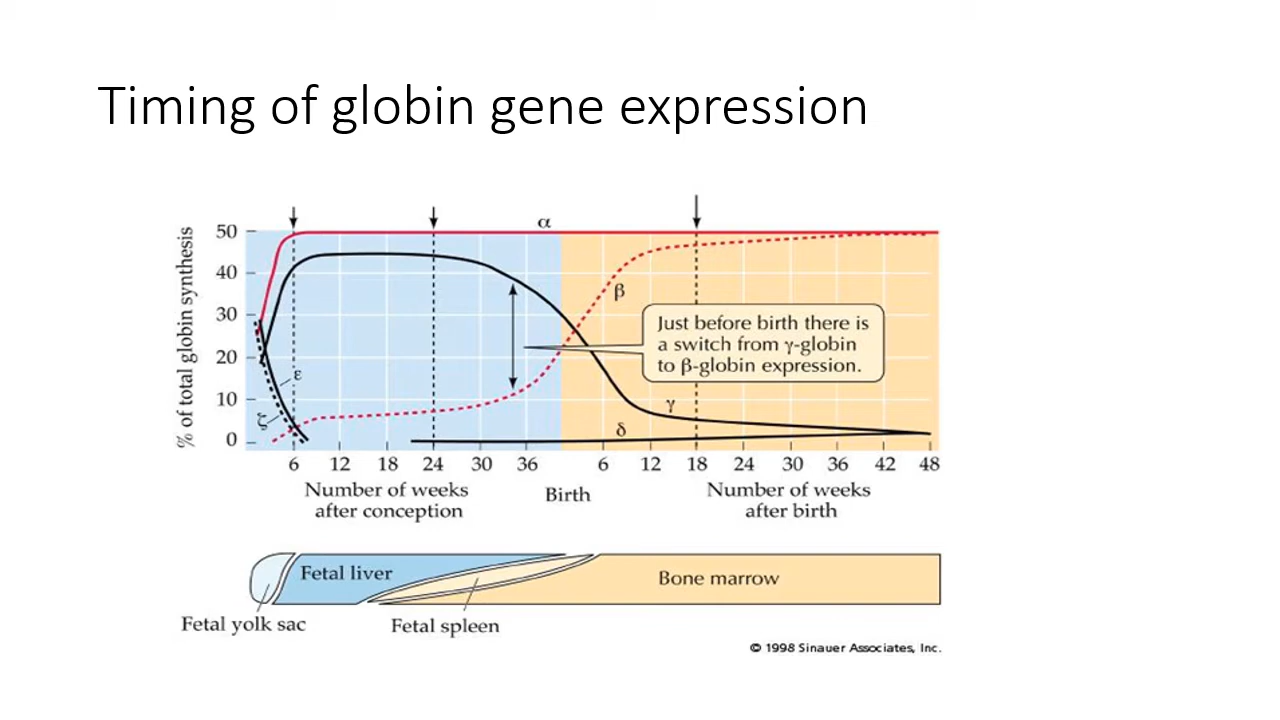 Timing of globin gene expression
% of total globin synthesis
50
40
30
20
10
0
α
β
Just before birth there is
a switch from γ-globin
to β-globin expression.
ε
ζ
γ
δ
6 12 18 24 30 36 6 12 18 24 30 36 42 48
Number of weeks
after conception
Birth
Number of weeks
after birth
Fetal liver
Bone marrow
Fetal yolk sac
Fetal spleen
© 1998 Sinauer Associates, Inc.